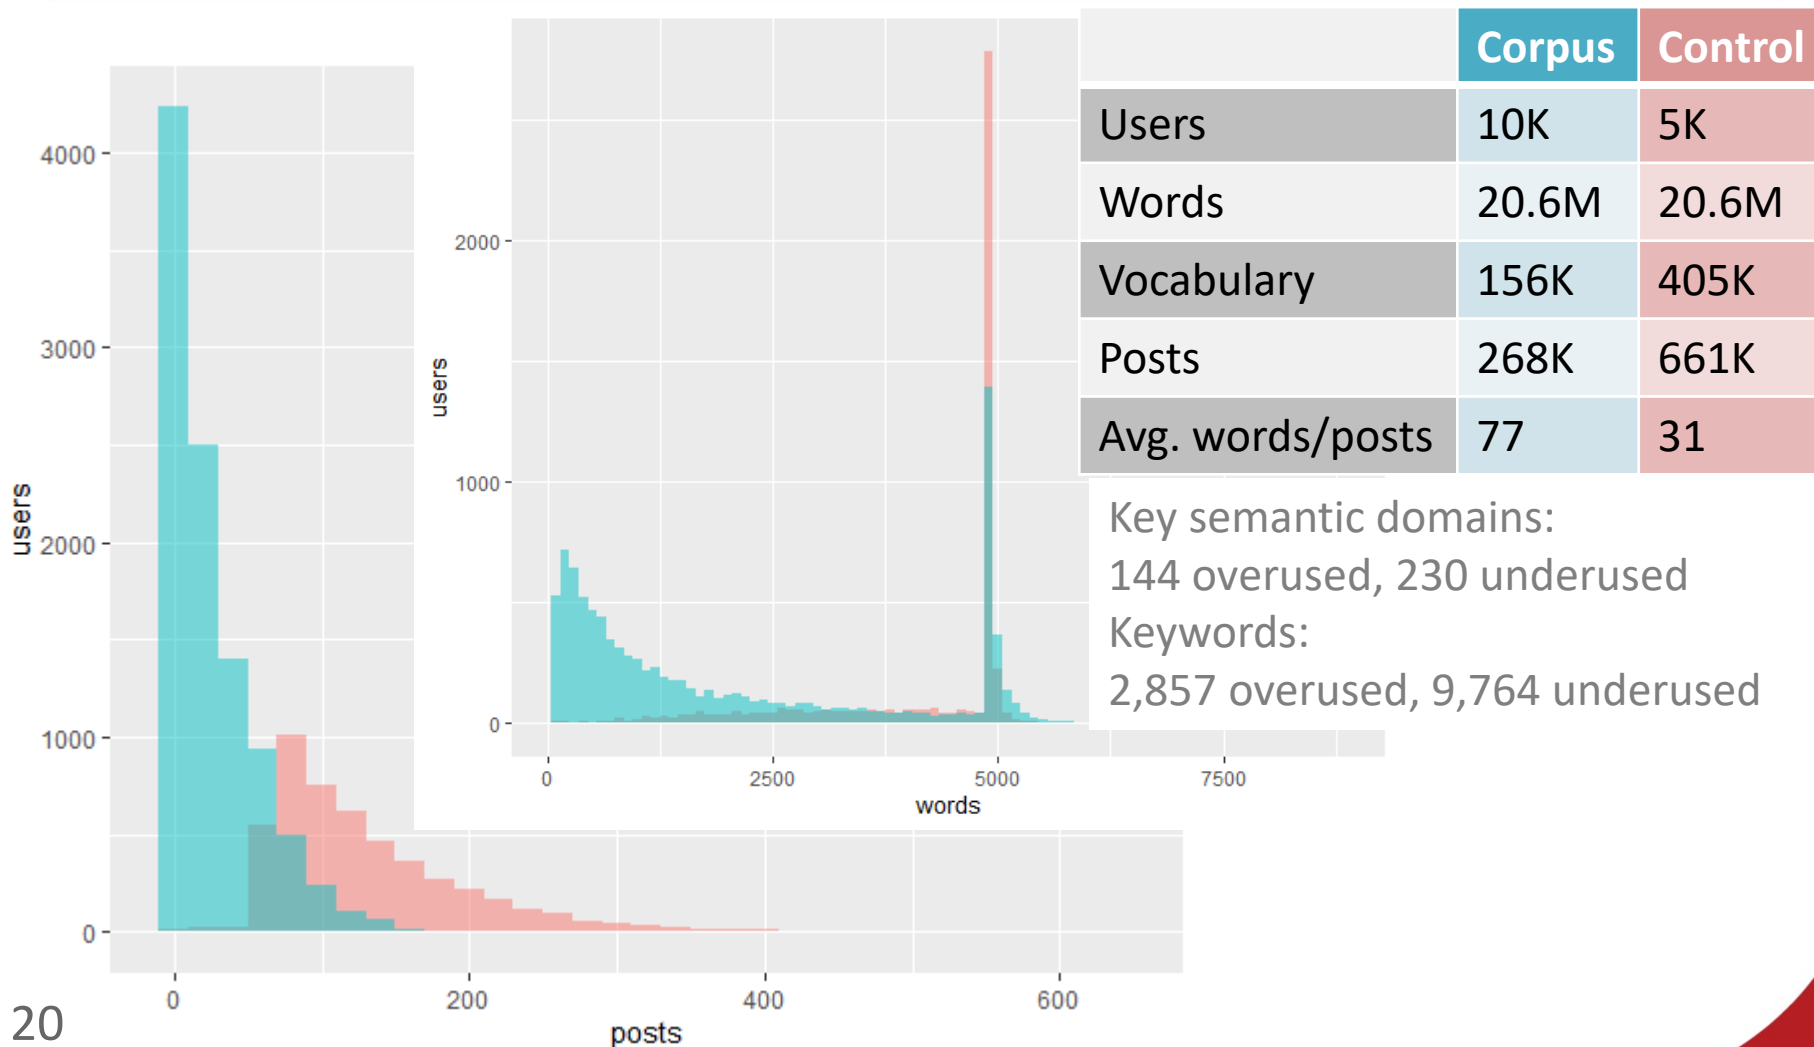 Corpus Control
Users 10K 5K
Words 20.6M 20.6M
Vocabulary 156K 405K
Posts 268K 661K
Avg. words/posts 77 31
Key semantic domains:
144 overused, 230 underused
Keywords:
2,857 overused, 9,764 underused
users
2000
1000
0
0 2500 5000 7500
words
users
4000
3000
2000
1000
0
0 200 400 600
posts
20